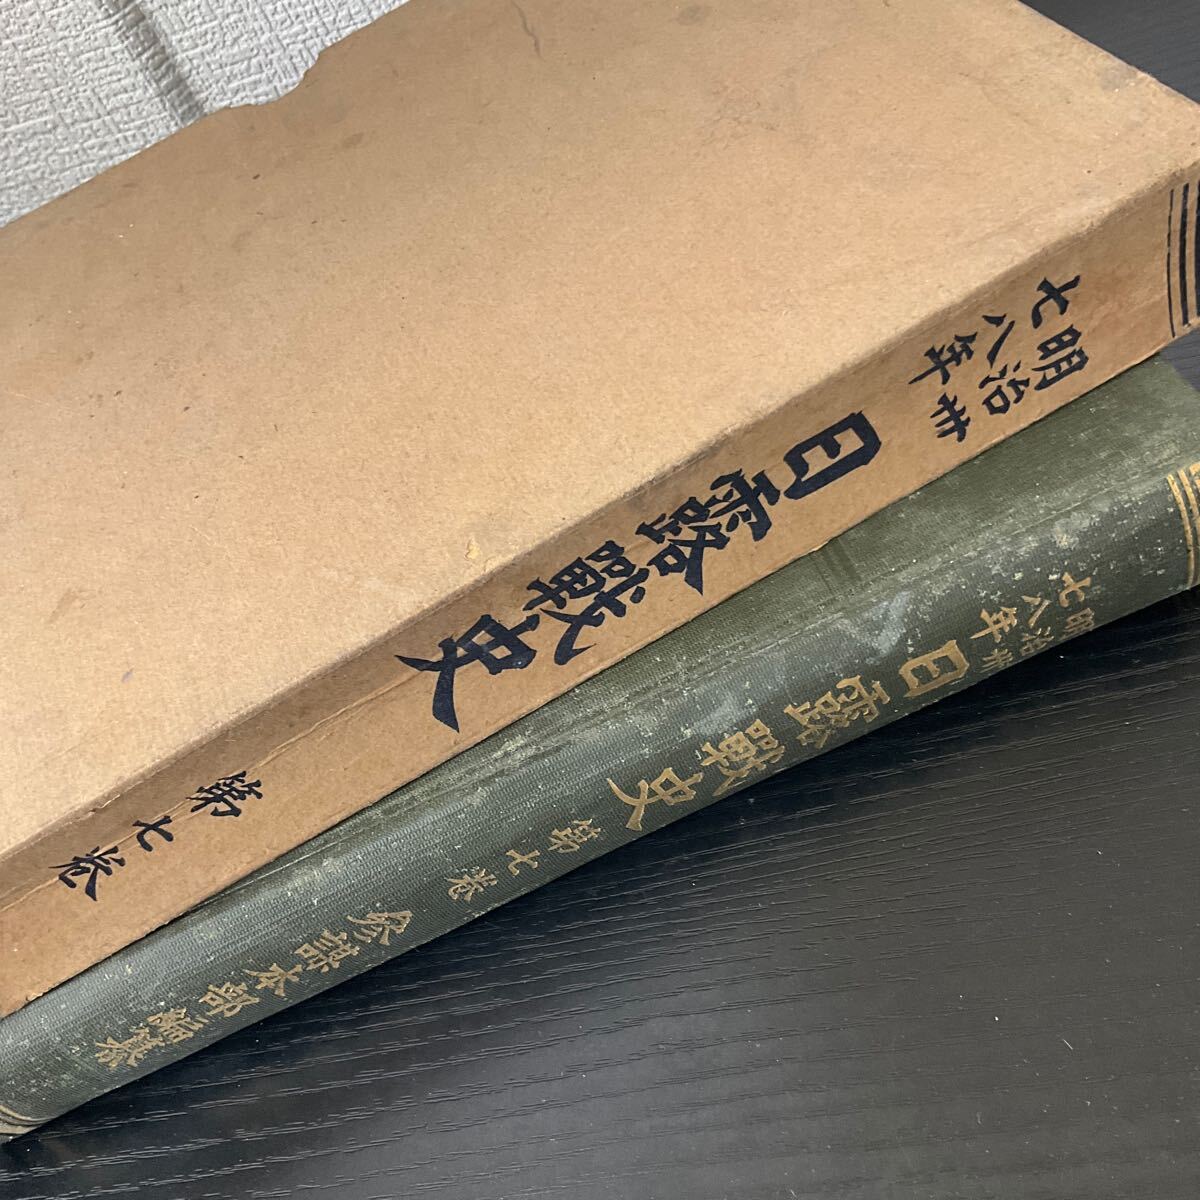 明治卅
七八年
日露戰史
第七卷
明治卅
七八年
日露戰史
第七卷
參謀本部編纂